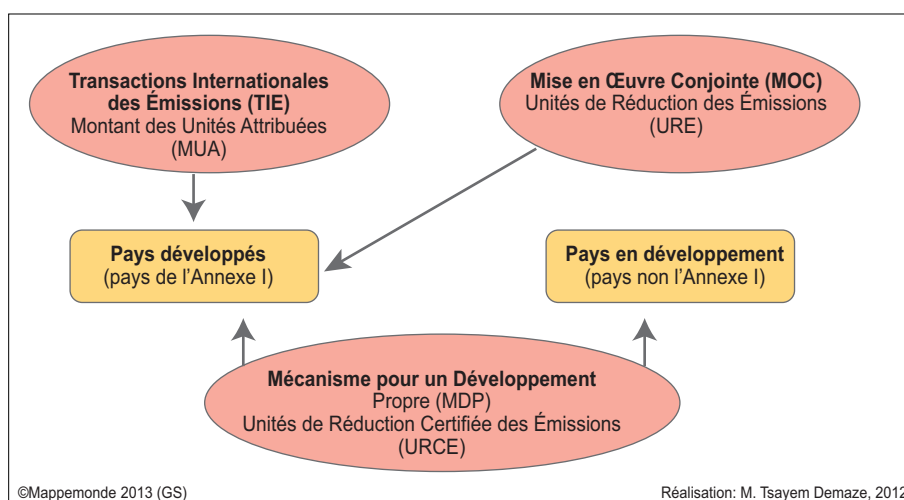 Transactions Internationales
des Émissions (TIE)
Montant des Unités Attribuées
(MUA)
Mise en Œuvre Conjointe (MOC)
Unités de Réduction des Émissions
(URE)
Pays développés
(pays de l'Annexe I)
Pays en développement
(pays non l'Annexe I)
Mécanisme pour un Développement
Propre (MDP)
Unités de Réduction Certifiée des Émissions
(URCE)
©Mappemonde 2013 (GS)
Réalisation: M. Tsayem Demaze, 2012